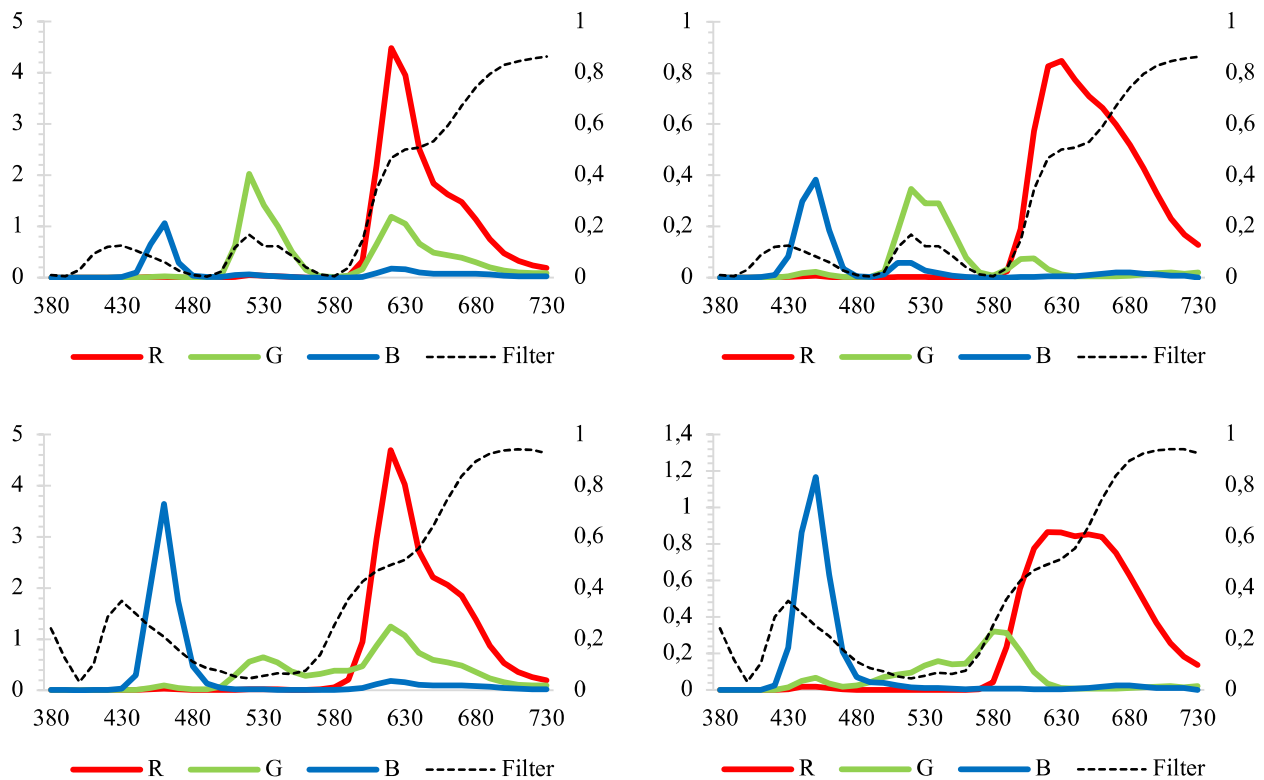 5 1 1 1
4 0,8 0,8 0,8
3 0,6 0,6 0,6
2 0,4 0,4 0,4
1 0,2 0,2 0,2
0 0 0 0
380 430 480 530 580 630 680 730 380 430 480 530 580 630 680 730
R G B Filter R G B Filter
5 1 1,4 1
4 0,8 1,2 0,8
3 0,6 1 0,6
2 0,4 0,8 0,4
1 0,2 0,6 0,2
0 0 0,4 0
0,2
0
380 430 480 530 580 630 680 730 380 430 480 530 580 630 680 730
R G B Filter R G B Filter